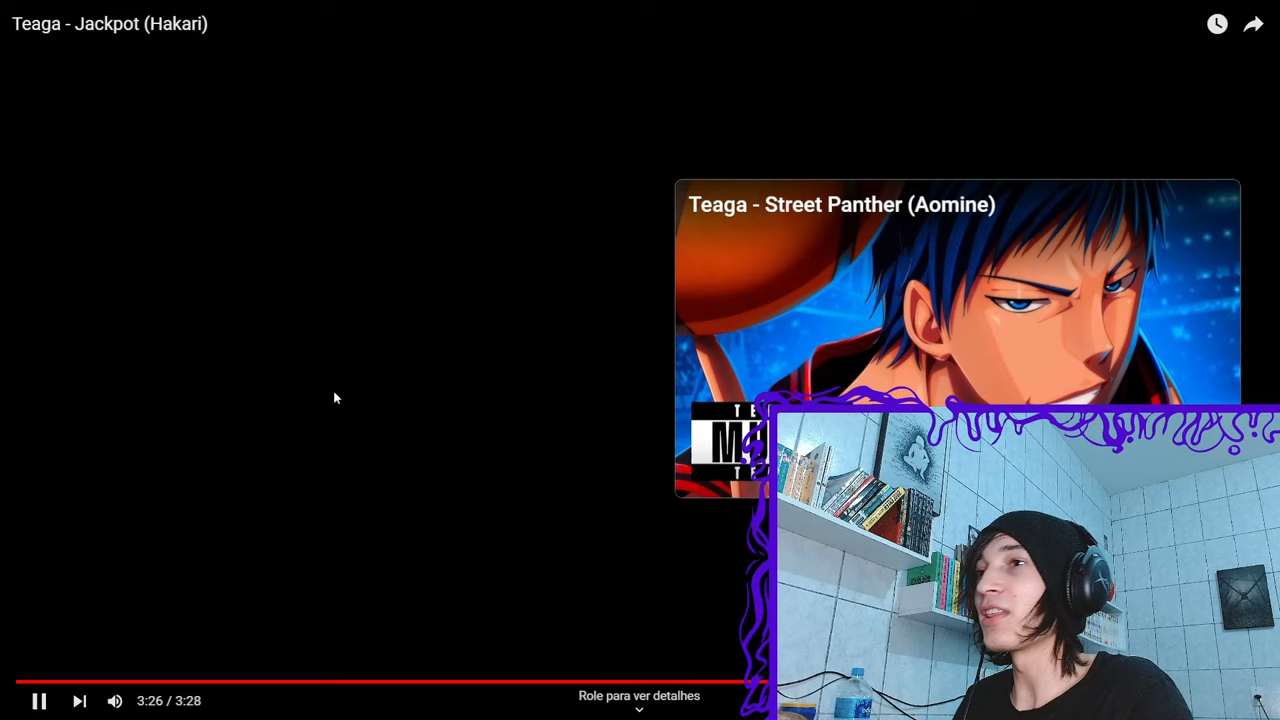 Teaga - Jackpot (Hakari)
Teaga - Street Panther (Aomine)
3:26 / 3:28
Role para ver detalhes